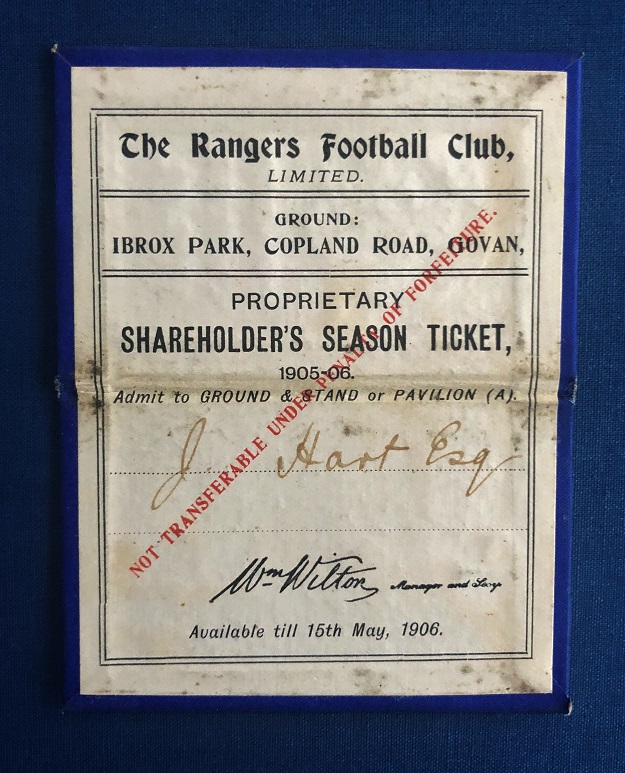 The Rangers Football Club,
LIMITED.
GROUND:
IBROX PARK, COPLAND ROAD, GOVAN,
PROPRIETARY
SHAREHOLDER'S SEASON TICKET,
1905-06.
Admit to GROUND & STAND or PAVILION (A).
NOT TRANSFERABLE UNDER PENALTY OF FORFEITURE.
J. Hart Esq
Wm Wilton, Manager and Secy.
Available till 15th May, 1906.